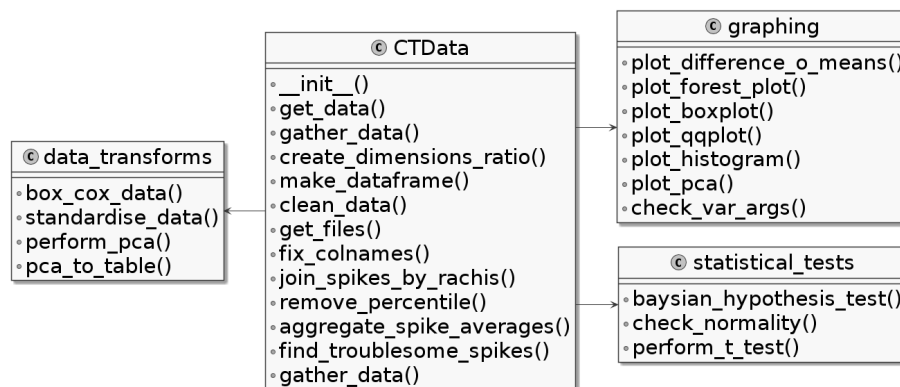 C data_transforms
box_cox_data()
standardise_data()
perform_pca()
pca_to_table()
C CTData
__init__()
get_data()
gather_data()
create_dimensions_ratio()
make_dataframe()
clean_data()
get_files()
fix_colnames()
join_spikes_by_rachis()
remove_percentile()
aggregate_spike_averages()
find_troublesome_spikes()
gather_data()
C graphing
plot_difference_o_means()
plot_forest_plot()
plot_boxplot()
plot_qqplot()
plot_histogram()
plot_pca()
check_var_args()
C statistical_tests
baysian_hypothesis_test()
check_normality()
perform_t_test()